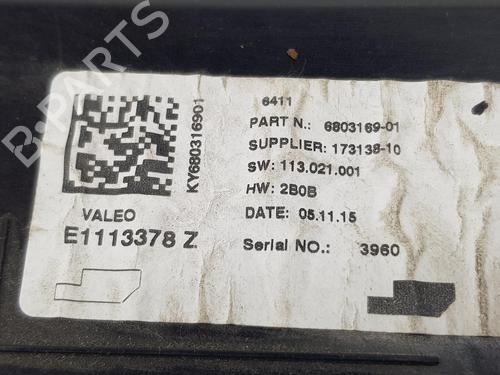 B-PARTS
6411
PART N.: 6803169-01
SUPPLIER: 173138-10
SW: 113.021.001
HW: 2B0B
DATE: 05.11.15
Serial NO.: 3960
KY680316901
VALEO
E1113378 Z